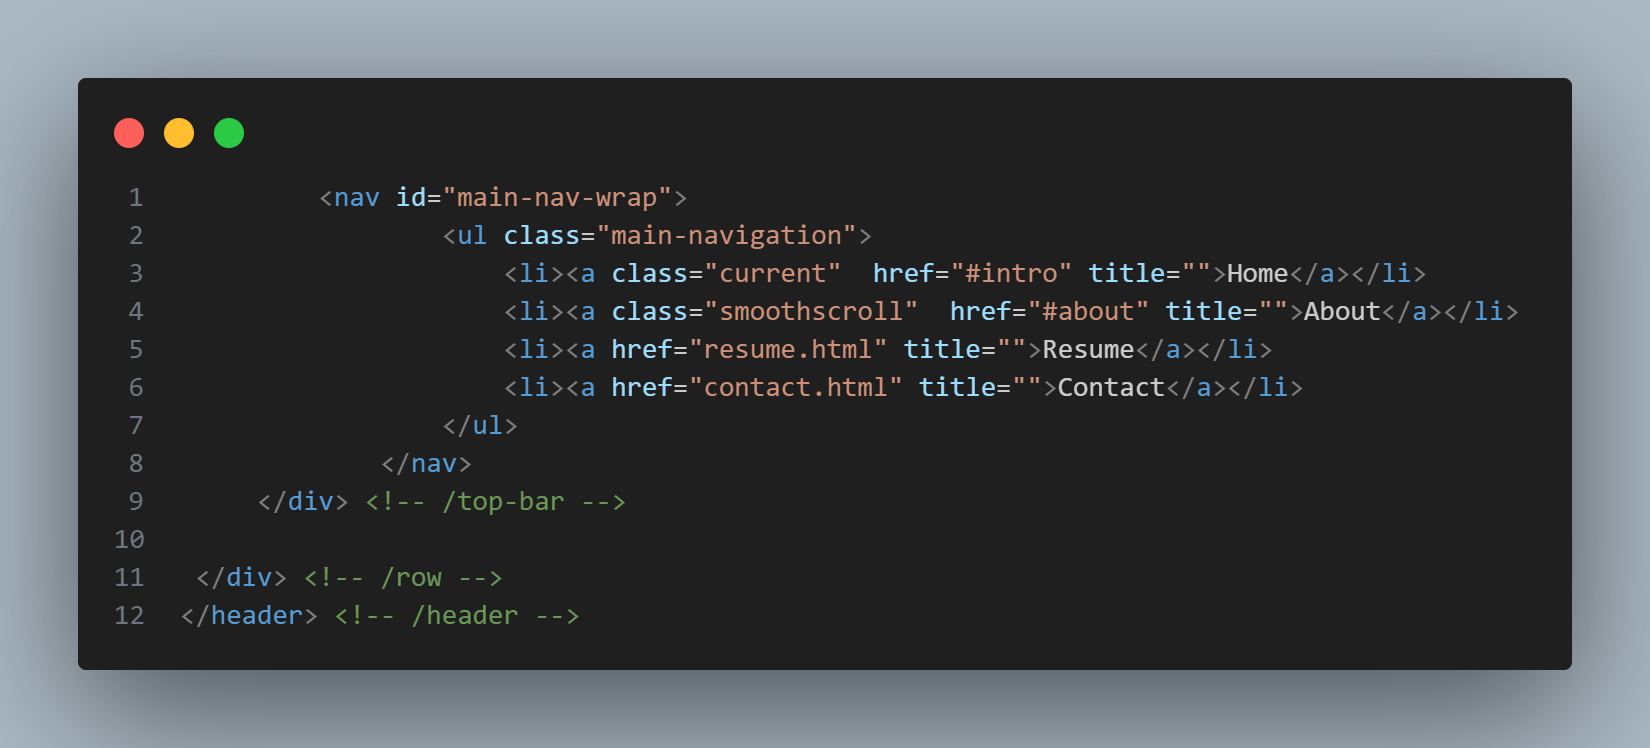 1         <nav id="main-nav-wrap">
2                 <ul class="main-navigation">
3                     <li><a class="current"  href="#intro" title="">Home</a></li>
4                     <li><a class="smoothscroll"  href="#about" title="">About</a></li>
5                     <li><a href="resume.html" title="">Resume</a></li>
6                     <li><a href="contact.html" title="">Contact</a></li>
7                 </ul>
8             </nav>
9     </div> <!-- /top-bar -->
10
11 </div> <!-- /row -->
12 </header> <!-- /header -->